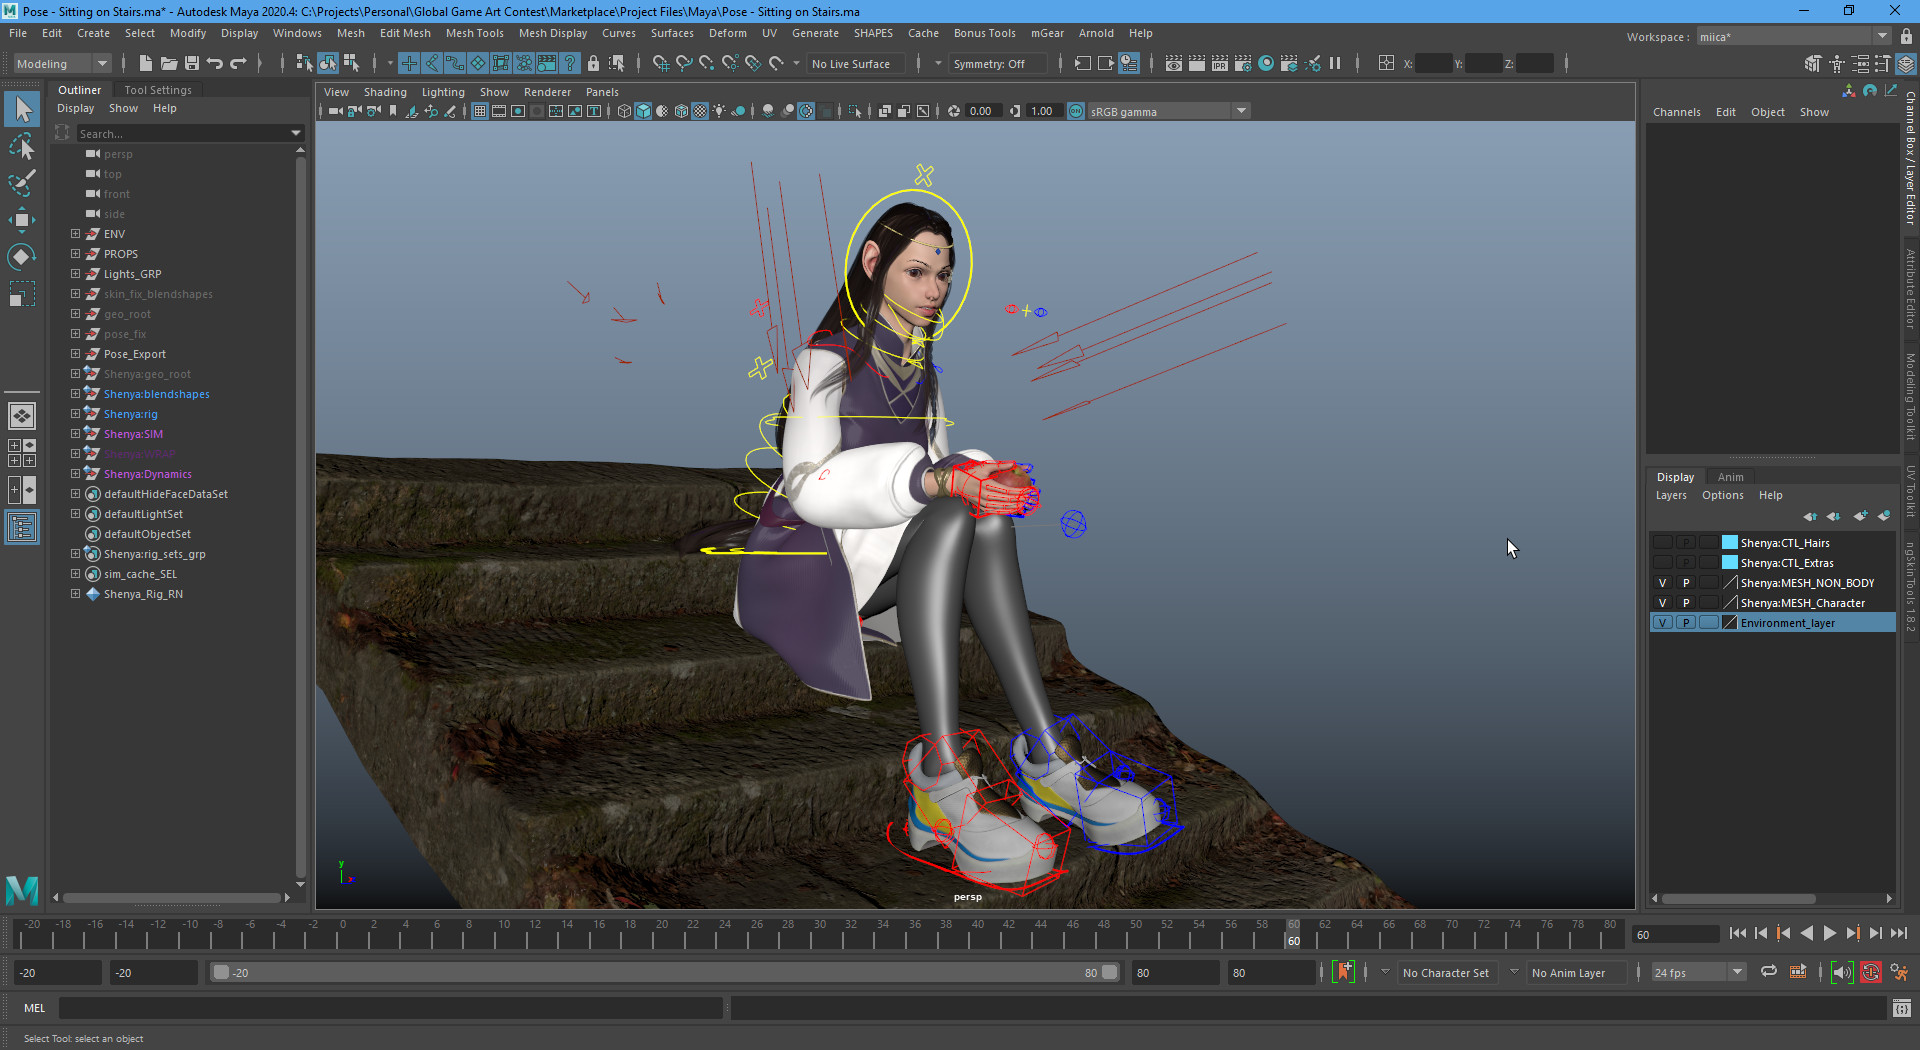 Pose - Sitting on Stairs.ma* - Autodesk Maya 2020.4: C:\Projects\Personal\Global Game Art Contest\Marketplace\Project Files\Maya\Pose - Sitting on Stairs.ma
File Edit Create Select Modify Display Windows Mesh Edit Mesh Mesh Tools Mesh Display Curves Surfaces Deform UV Generate SHAPES Cache Bonus Tools mGear Arnold Help
Workspace : miica*
Modeling
No Live Surface
Symmetry: Off
IPR
X: Y: Z:
Outliner Tool Settings
Display Show Help
Search...
persp
top
front
side
ENV
PROPS
Lights_GRP
skin_fix_blendshapes
geo_root
pose_fix
Pose_Export
Shenya:geo_root
Shenya:blendshapes
Shenya:rig
Shenya:SIM
Shenya:WRAP
Shenya:Dynamics
defaultHideFaceDataSet
defaultLightSet
defaultObjectSet
Shenya:rig_sets_grp
sim_cache_SEL
Shenya_Rig_RN
View Shading Lighting Show Renderer Panels
0.00 1.00 ON sRGB gamma
y
x
persp
Channels Edit Object Show
Display Anim
Layers Options Help
P Shenya:CTL_Hairs
P Shenya:CTL_Extras
V P Shenya:MESH_NON_BODY
V P Shenya:MESH_Character
V P Environment_layer
Channel Box / Layer Editor
Attribute Editor
Modeling Toolkit
UV Toolkit
ngSkinTools 1.8.2
-20 -18 -16 -14 -12 -10 -8 -6 -4 -2 0 2 4 6 8 10 12 14 16 18 20 22 24 26 28 30 32 34 36 38 40 42 44 46 48 50 52 54 56 58 60 62 64 66 68 70 72 74 76 78 80
60
60
-20 -20 -20 80 80 80 No Character Set No Anim Layer 24 fps
MEL
Select Tool: select an object